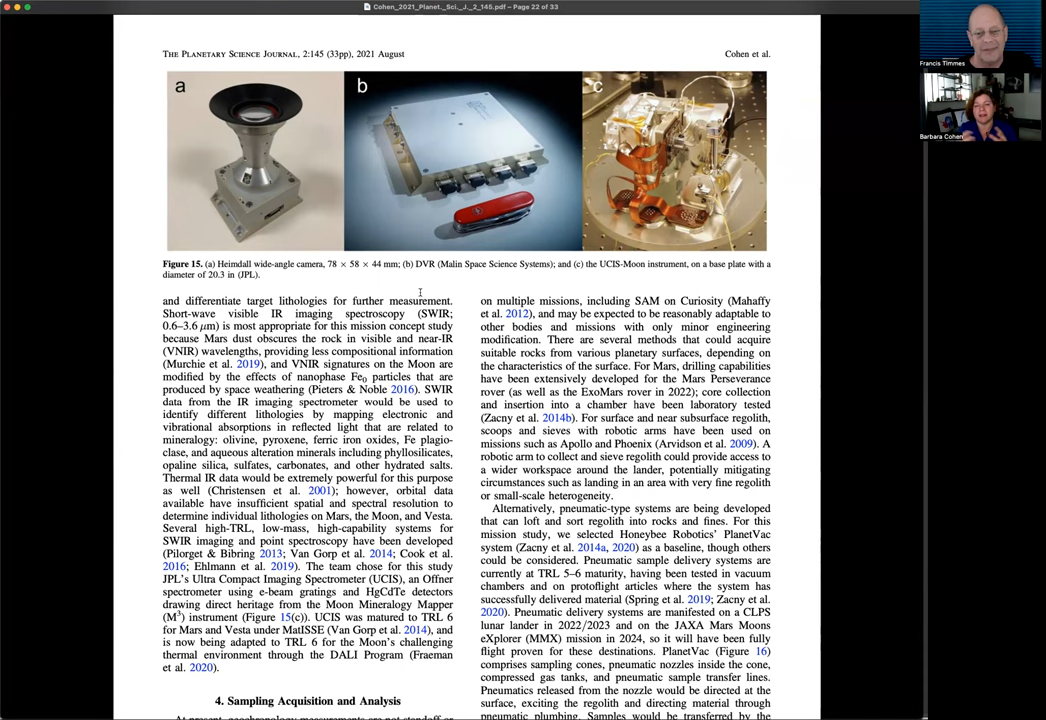 Cohen_2021_Planet._Sci._J._2_145.pdf – Page 22 of 33
THE PLANETARY SCIENCE JOURNAL, 2:145 (33pp), 2021 August
Cohen et al.
a
b
c
Figure 15. (a) Heimdall wide-angle camera, 78 × 58 × 44 mm; (b) DVR (Malin Space Science Systems); and (c) the UCIS-Moon instrument, on a base plate with a
diameter of 20.3 in (JPL).
and differentiate target lithologies for further measurement.
Short-wave visible IR imaging spectroscopy (SWIR;
0.6–3.6 μm) is most appropriate for this mission concept study
because Mars dust obscures the rock in visible and near-IR
(VNIR) wavelengths, providing less compositional information
(Murchie et al. 2019), and VNIR signatures on the Moon are
modified by the effects of nanophase Fe₀ particles that are
produced by space weathering (Pieters & Noble 2016). SWIR
data from the IR imaging spectrometer would be used to
identify different lithologies by mapping electronic and
vibrational absorptions in reflected light that are related to
mineralogy: olivine, pyroxene, ferric iron oxides, Fe plagio-
clase, and aqueous alteration minerals including phyllosilicates,
opaline silica, sulfates, carbonates, and other hydrated salts.
Thermal IR data would be extremely powerful for this purpose
as well (Christensen et al. 2001); however, orbital data
available have insufficient spatial and spectral resolution to
determine individual lithologies on Mars, the Moon, and Vesta.
Several high-TRL, low-mass, high-capability systems for
SWIR imaging and point spectroscopy have been developed
(Pilorget & Bibring 2013; Van Gorp et al. 2014; Cook et al.
2016; Ehlmann et al. 2019). The team chose for this study
JPL's Ultra Compact Imaging Spectrometer (UCIS), an Offner
spectrometer using e-beam gratings and HgCdTe detectors
drawing direct heritage from the Moon Mineralogy Mapper
(M³) instrument (Figure 15(c)). UCIS was matured to TRL 6
for Mars and Vesta under MatISSE (Van Gorp et al. 2014), and
is now being adapted to TRL 6 for the Moon's challenging
thermal environment through the DALI Program (Fraeman
et al. 2020).
4. Sampling Acquisition and Analysis
At present, geochronology measurements are not standoff or
on multiple missions, including SAM on Curiosity (Mahaffy
et al. 2012), and may be expected to be reasonably adaptable to
other bodies and missions with only minor engineering
modification. There are several methods that could acquire
suitable rocks from various planetary surfaces, depending on
the characteristics of the surface. For Mars, drilling capabilities
have been extensively developed for the Mars Perseverance
rover (as well as the ExoMars rover in 2022); core collection
and insertion into a chamber have been laboratory tested
(Zacny et al. 2014b). For surface and near subsurface regolith,
scoops and sieves with robotic arms have been used on
missions such as Apollo and Phoenix (Arvidson et al. 2009). A
robotic arm to collect and sieve regolith could provide access to
a wider workspace around the lander, potentially mitigating
circumstances such as landing in an area with very fine regolith
or small-scale heterogeneity.
Alternatively, pneumatic-type systems are being developed
that can loft and sort regolith into rocks and fines. For this
mission study, we selected Honeybee Robotics' PlanetVac
system (Zacny et al. 2014a, 2020) as a baseline, though others
could be considered. Pneumatic sample delivery systems are
currently at TRL 5–6 maturity, having been tested in vacuum
chambers and on protoflight articles where the system has
successfully delivered material (Spring et al. 2019; Zacny et al.
2020). Pneumatic delivery systems are manifested on a CLPS
lunar lander in 2022/2023 and on the JAXA Mars Moons
eXplorer (MMX) mission in 2024, so it will have been fully
flight proven for these destinations. PlanetVac (Figure 16)
comprises sampling cones, pneumatic nozzles inside the cone,
compressed gas tanks, and pneumatic sample transfer lines.
Pneumatics released from the nozzle would be directed at the
surface, exciting the regolith and directing material through
pneumatic plumbing. Samples would be transferred by the
Francis Timmes
Barbara Cohen